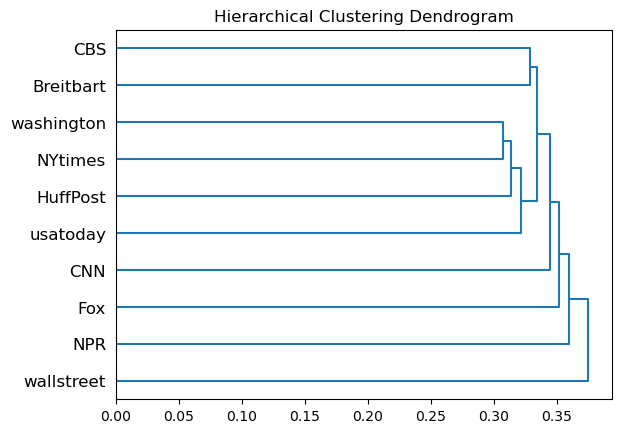 Hierarchical Clustering Dendrogram
CBS
Breitbart
washington
NYtimes
HuffPost
usatoday
CNN
Fox
NPR
wallstreet
0.00 0.05 0.10 0.15 0.20 0.25 0.30 0.35